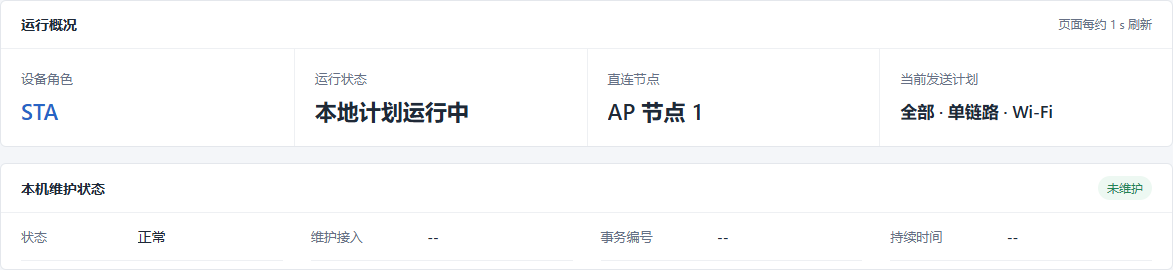 运行概况 页面每约 1 s 刷新
设备角色 运行状态 直连节点 当前发送计划
STA 本地计划运行中 AP 节点 1 全部 · 单链路 · Wi-Fi
本机维护状态 未维护
状态 正常 维护接入 -- 事务编号 -- 持续时间 --